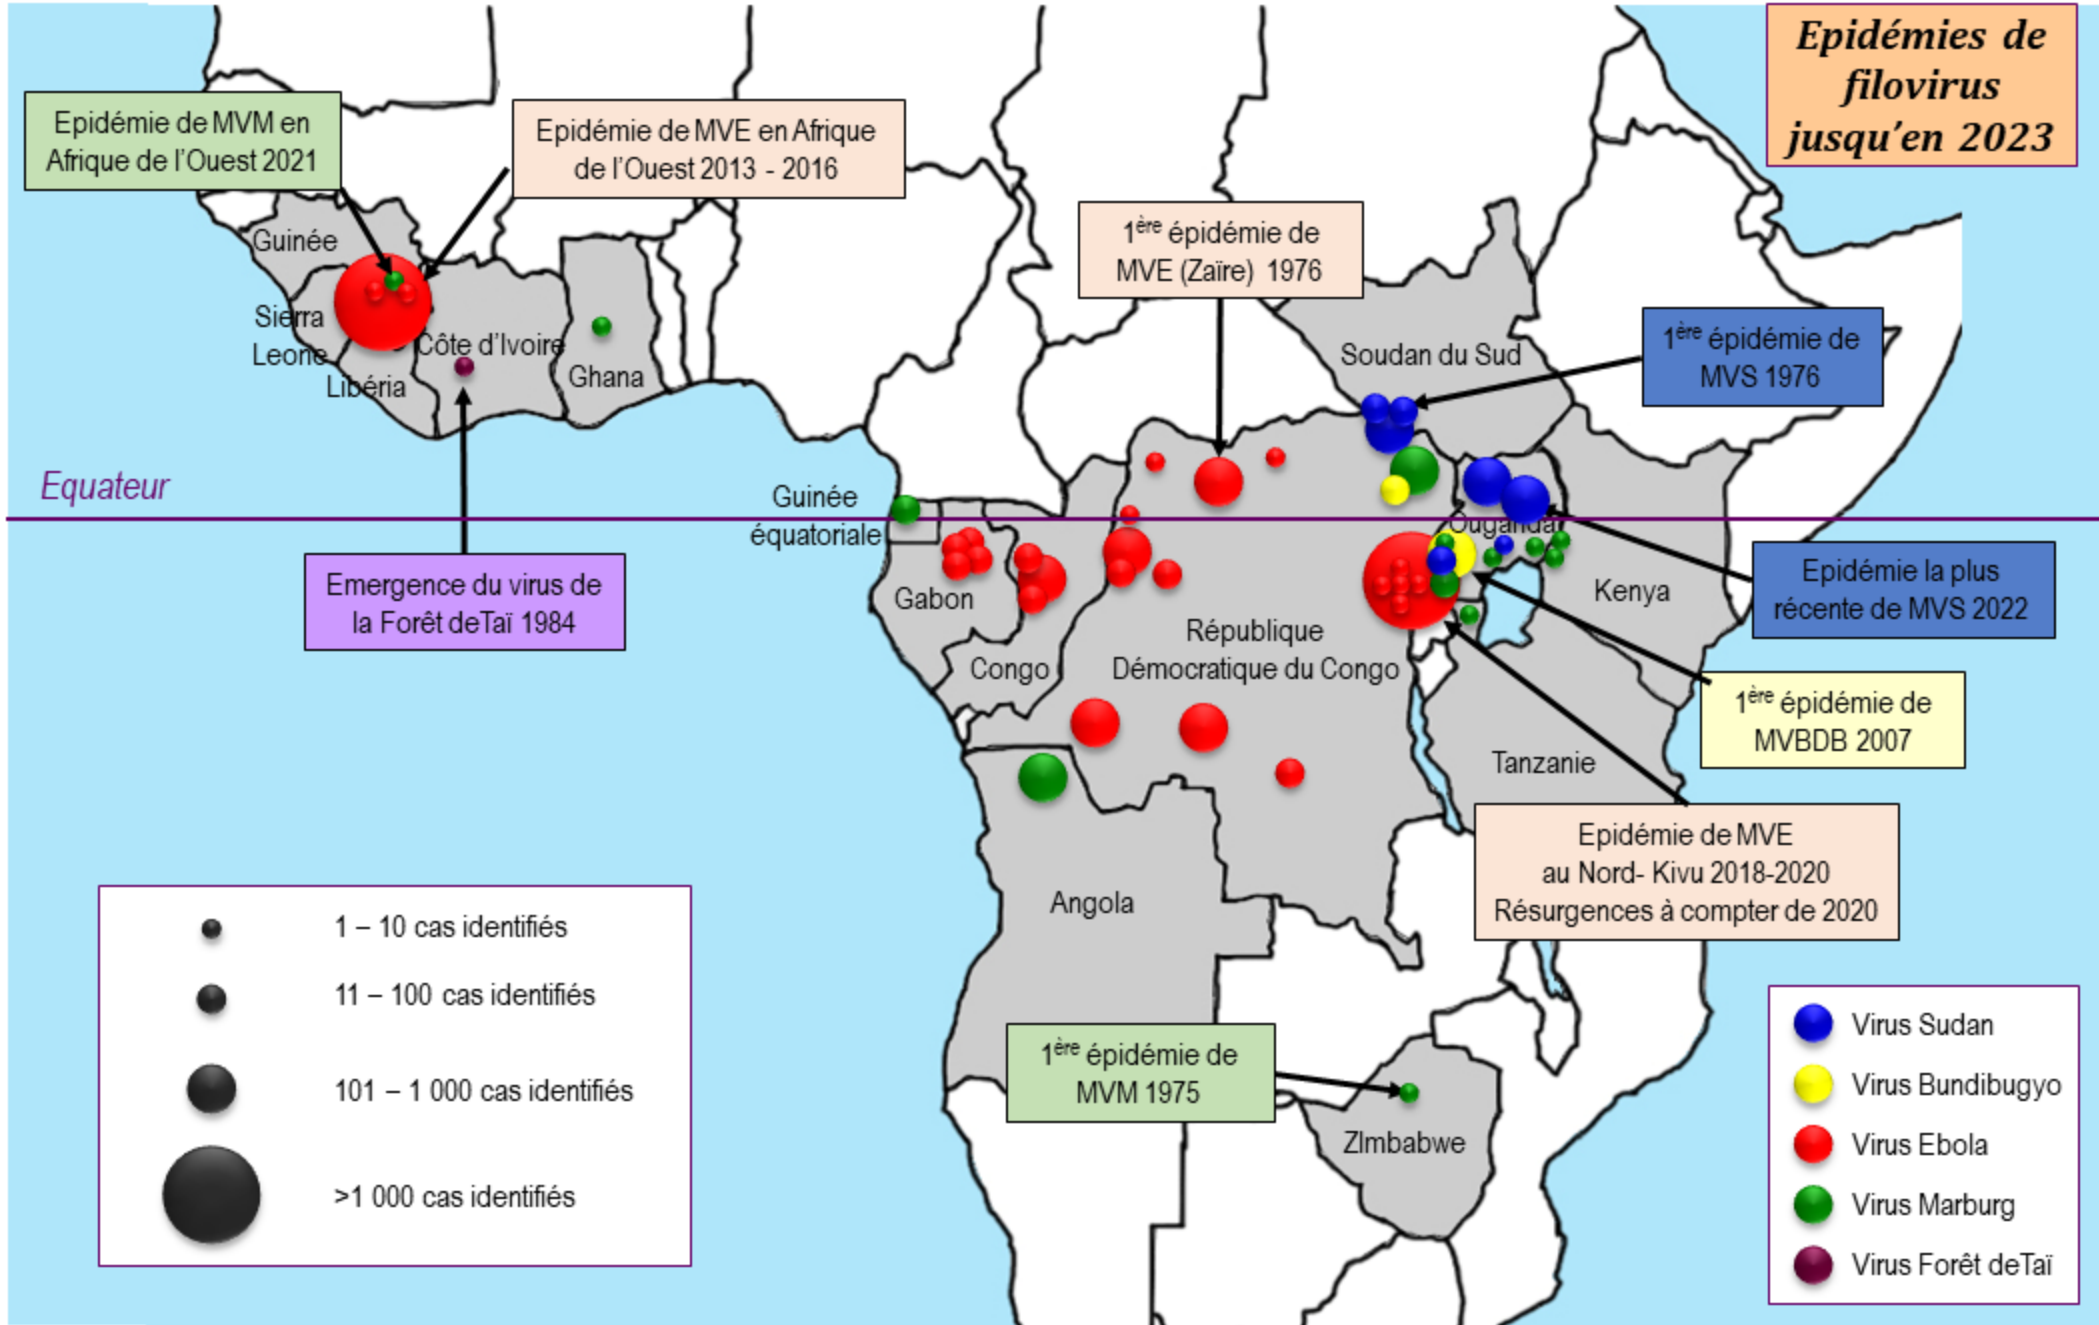 Epidémies de
filovirus
jusqu'en 2023
Epidémie de MVM en
Afrique de l'Ouest 2021
Epidémie de MVE en Afrique
de l'Ouest 2013 - 2016
1ère épidémie de
MVE (Zaïre) 1976
1ère épidémie de
MVS 1976
Guinée
Sierra
Leone
Libéria
Côte d'Ivoire
Ghana
Soudan du Sud
Equateur
Guinée
équatoriale
Ouganda
Emergence du virus de
la Forêt deTaï 1984
Gabon
Congo
République
Démocratique du Congo
Kenya
Epidémie la plus
récente de MVS 2022
1ère épidémie de
MVBDB 2007
Tanzanie
Epidémie de MVE
au Nord- Kivu 2018-2020
Résurgences à compter de 2020
Angola
1ère épidémie de
MVM 1975
ZImbabwe
1 – 10 cas identifiés
11 – 100 cas identifiés
101 – 1 000 cas identifiés
>1 000 cas identifiés
Virus Sudan
Virus Bundibugyo
Virus Ebola
Virus Marburg
Virus Forêt deTaï